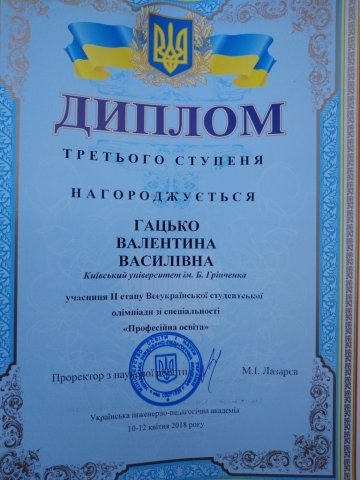 ДИПЛОМ
ТРЕТЬОГО СТУПЕНЯ
НАГОРОДЖУЄТЬСЯ
ГАЦЬКО
ВАЛЕНТИНА
ВАСИЛІВНА
Київський університет ім. Б. Грінченка
учасниця ІІ етапу Всеукраїнської студентської
олімпіади зі спеціальності
«Професійна освіта»
Проректор з наукової роботи М.І. Лазарєв
Українська інженерно-педагогічна академія
10-12 квітня 2018 року